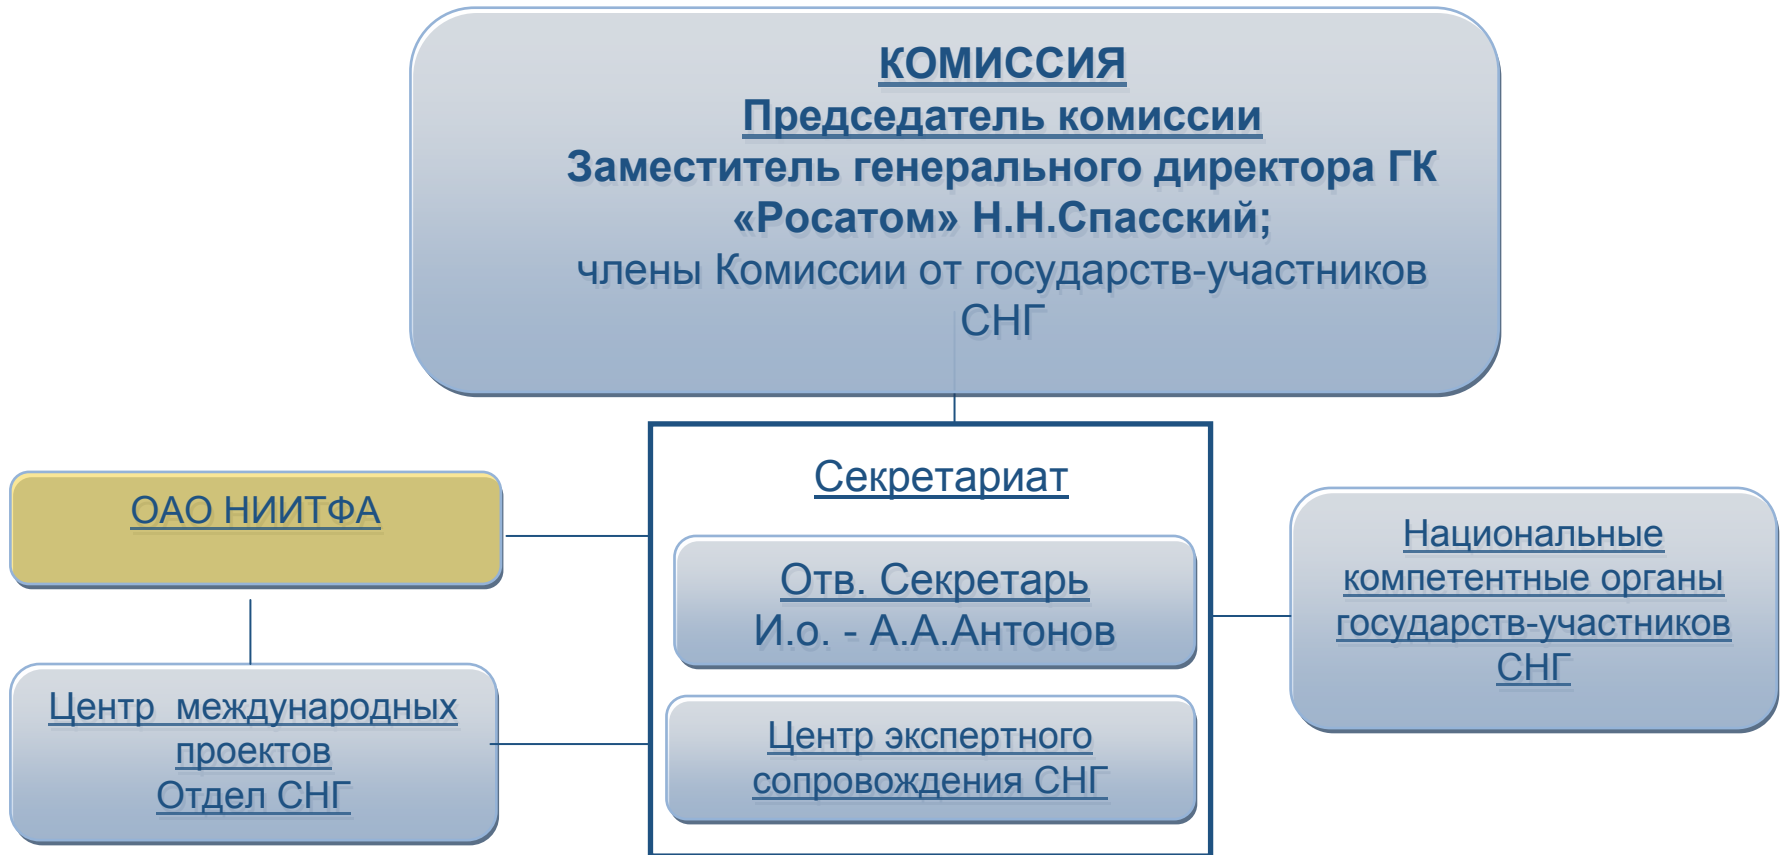 КОМИССИЯ
Председатель комиссии
Заместитель генерального директора ГК
«Росатом» Н.Н.Спасский;
члены Комиссии от государств-участников
СНГ
ОАО НИИТФА
Центр международных
проектов
Отдел СНГ
Секретариат
Отв. Секретарь
И.о. - А.А.Антонов
Центр экспертного
сопровождения СНГ
Национальные
компетентные органы
государств-участников
СНГ